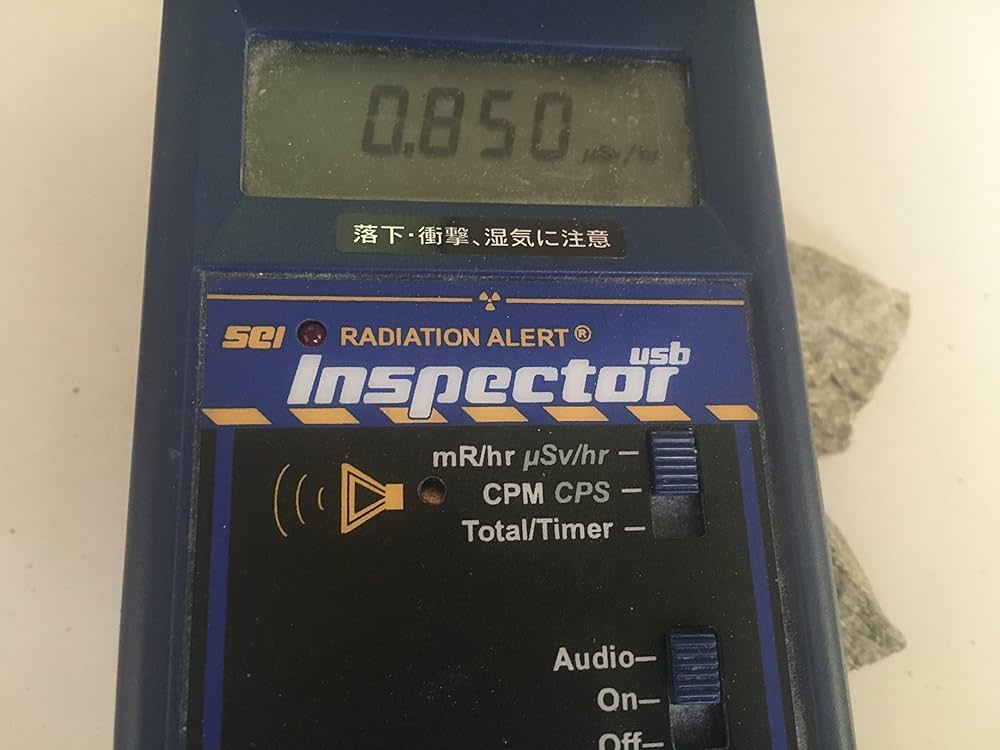 0.850 µSv/hr
落下・衝撃、湿気に注意
SEI RADIATION ALERT®
Inspector usb
mR/hr µSv/hr
CPM CPS
Total/Timer
Audio
On
Off